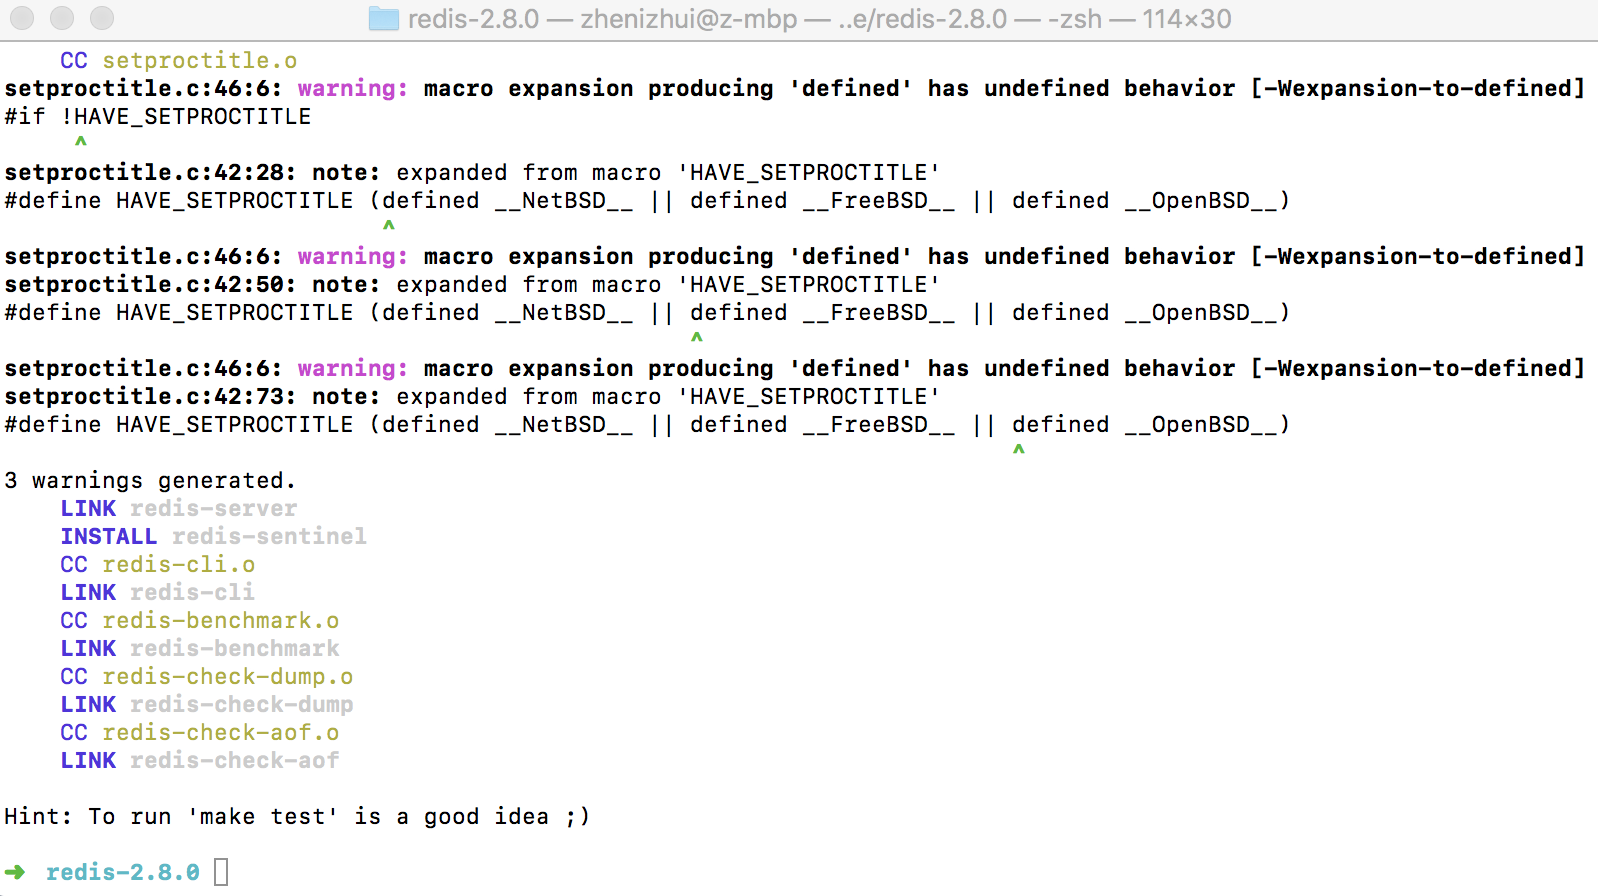 redis-2.8.0 — zhenizhui@z-mbp — ..e/redis-2.8.0 — -zsh — 114×30
CC setproctitle.o
setproctitle.c:46:6: warning: macro expansion producing 'defined' has undefined behavior [-Wexpansion-to-defined]
#if !HAVE_SETPROCTITLE
^
setproctitle.c:42:28: note: expanded from macro 'HAVE_SETPROCTITLE'
#define HAVE_SETPROCTITLE (defined __NetBSD__ || defined __FreeBSD__ || defined __OpenBSD__)
^
setproctitle.c:46:6: warning: macro expansion producing 'defined' has undefined behavior [-Wexpansion-to-defined]
setproctitle.c:42:50: note: expanded from macro 'HAVE_SETPROCTITLE'
#define HAVE_SETPROCTITLE (defined __NetBSD__ || defined __FreeBSD__ || defined __OpenBSD__)
^
setproctitle.c:46:6: warning: macro expansion producing 'defined' has undefined behavior [-Wexpansion-to-defined]
setproctitle.c:42:73: note: expanded from macro 'HAVE_SETPROCTITLE'
#define HAVE_SETPROCTITLE (defined __NetBSD__ || defined __FreeBSD__ || defined __OpenBSD__)
^
3 warnings generated.
LINK redis-server
INSTALL redis-sentinel
CC redis-cli.o
LINK redis-cli
CC redis-benchmark.o
LINK redis-benchmark
CC redis-check-dump.o
LINK redis-check-dump
CC redis-check-aof.o
LINK redis-check-aof
Hint: To run 'make test' is a good idea ;)
➜ redis-2.8.0